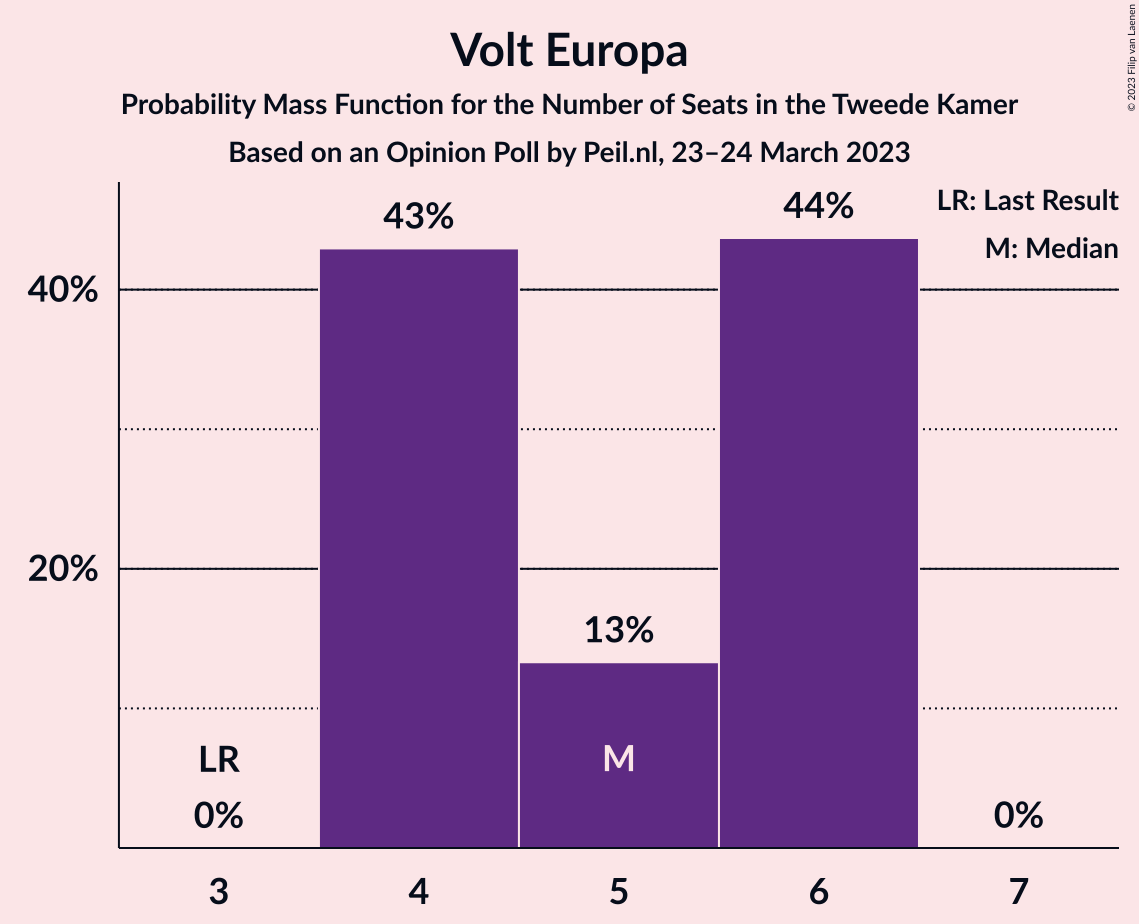 Volt Europa
Probability Mass Function for the Number of Seats in the Tweede Kamer
Based on an Opinion Poll by Peil.nl, 23–24 March 2023
© 2023 Filip van Laenen
LR: Last Result
M: Median
43%
44%
40%
20%
13%
LR
M
0%
0%
3
4
5
6
7